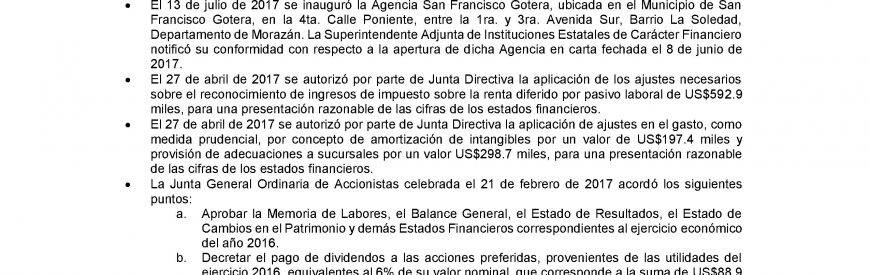 • El 13 de julio de 2017 se inauguró la Agencia San Francisco Gotera, ubicada en el Municipio de San
Francisco Gotera, en la 4ta. Calle Poniente, entre la 1ra. y 3ra. Avenida Sur, Barrio La Soledad,
Departamento de Morazán. La Superintendente Adjunta de Instituciones Estatales de Carácter Financiero
notificó su conformidad con respecto a la apertura de dicha Agencia en carta fechada el 8 de junio de
2017.
• El 27 de abril de 2017 se autorizó por parte de Junta Directiva la aplicación de los ajustes necesarios
sobre el reconocimiento de ingresos de impuesto sobre la renta diferido por pasivo laboral de US$592.9
miles, para una presentación razonable de las cifras de los estados financieros.
• El 27 de abril de 2017 se autorizó por parte de Junta Directiva la aplicación de ajustes en el gasto, como
medida prudencial, por concepto de amortización de intangibles por un valor de US$197.4 miles y
provisión de adecuaciones a sucursales por un valor US$298.7 miles, para una presentación razonable
de las cifras de los estados financieros.
• La Junta General Ordinaria de Accionistas celebrada el 21 de febrero de 2017 acordó los siguientes
puntos:
a. Aprobar la Memoria de Labores, el Balance General, el Estado de Resultados, el Estado de
Cambios en el Patrimonio y demás Estados Financieros correspondientes al ejercicio económico
del año 2016.
b. Decretar el pago de dividendos a las acciones preferidas, provenientes de las utilidades del
ejercicio 2016, equivalentes al 6% de su valor nominal, que corresponde a la suma de US$88.9